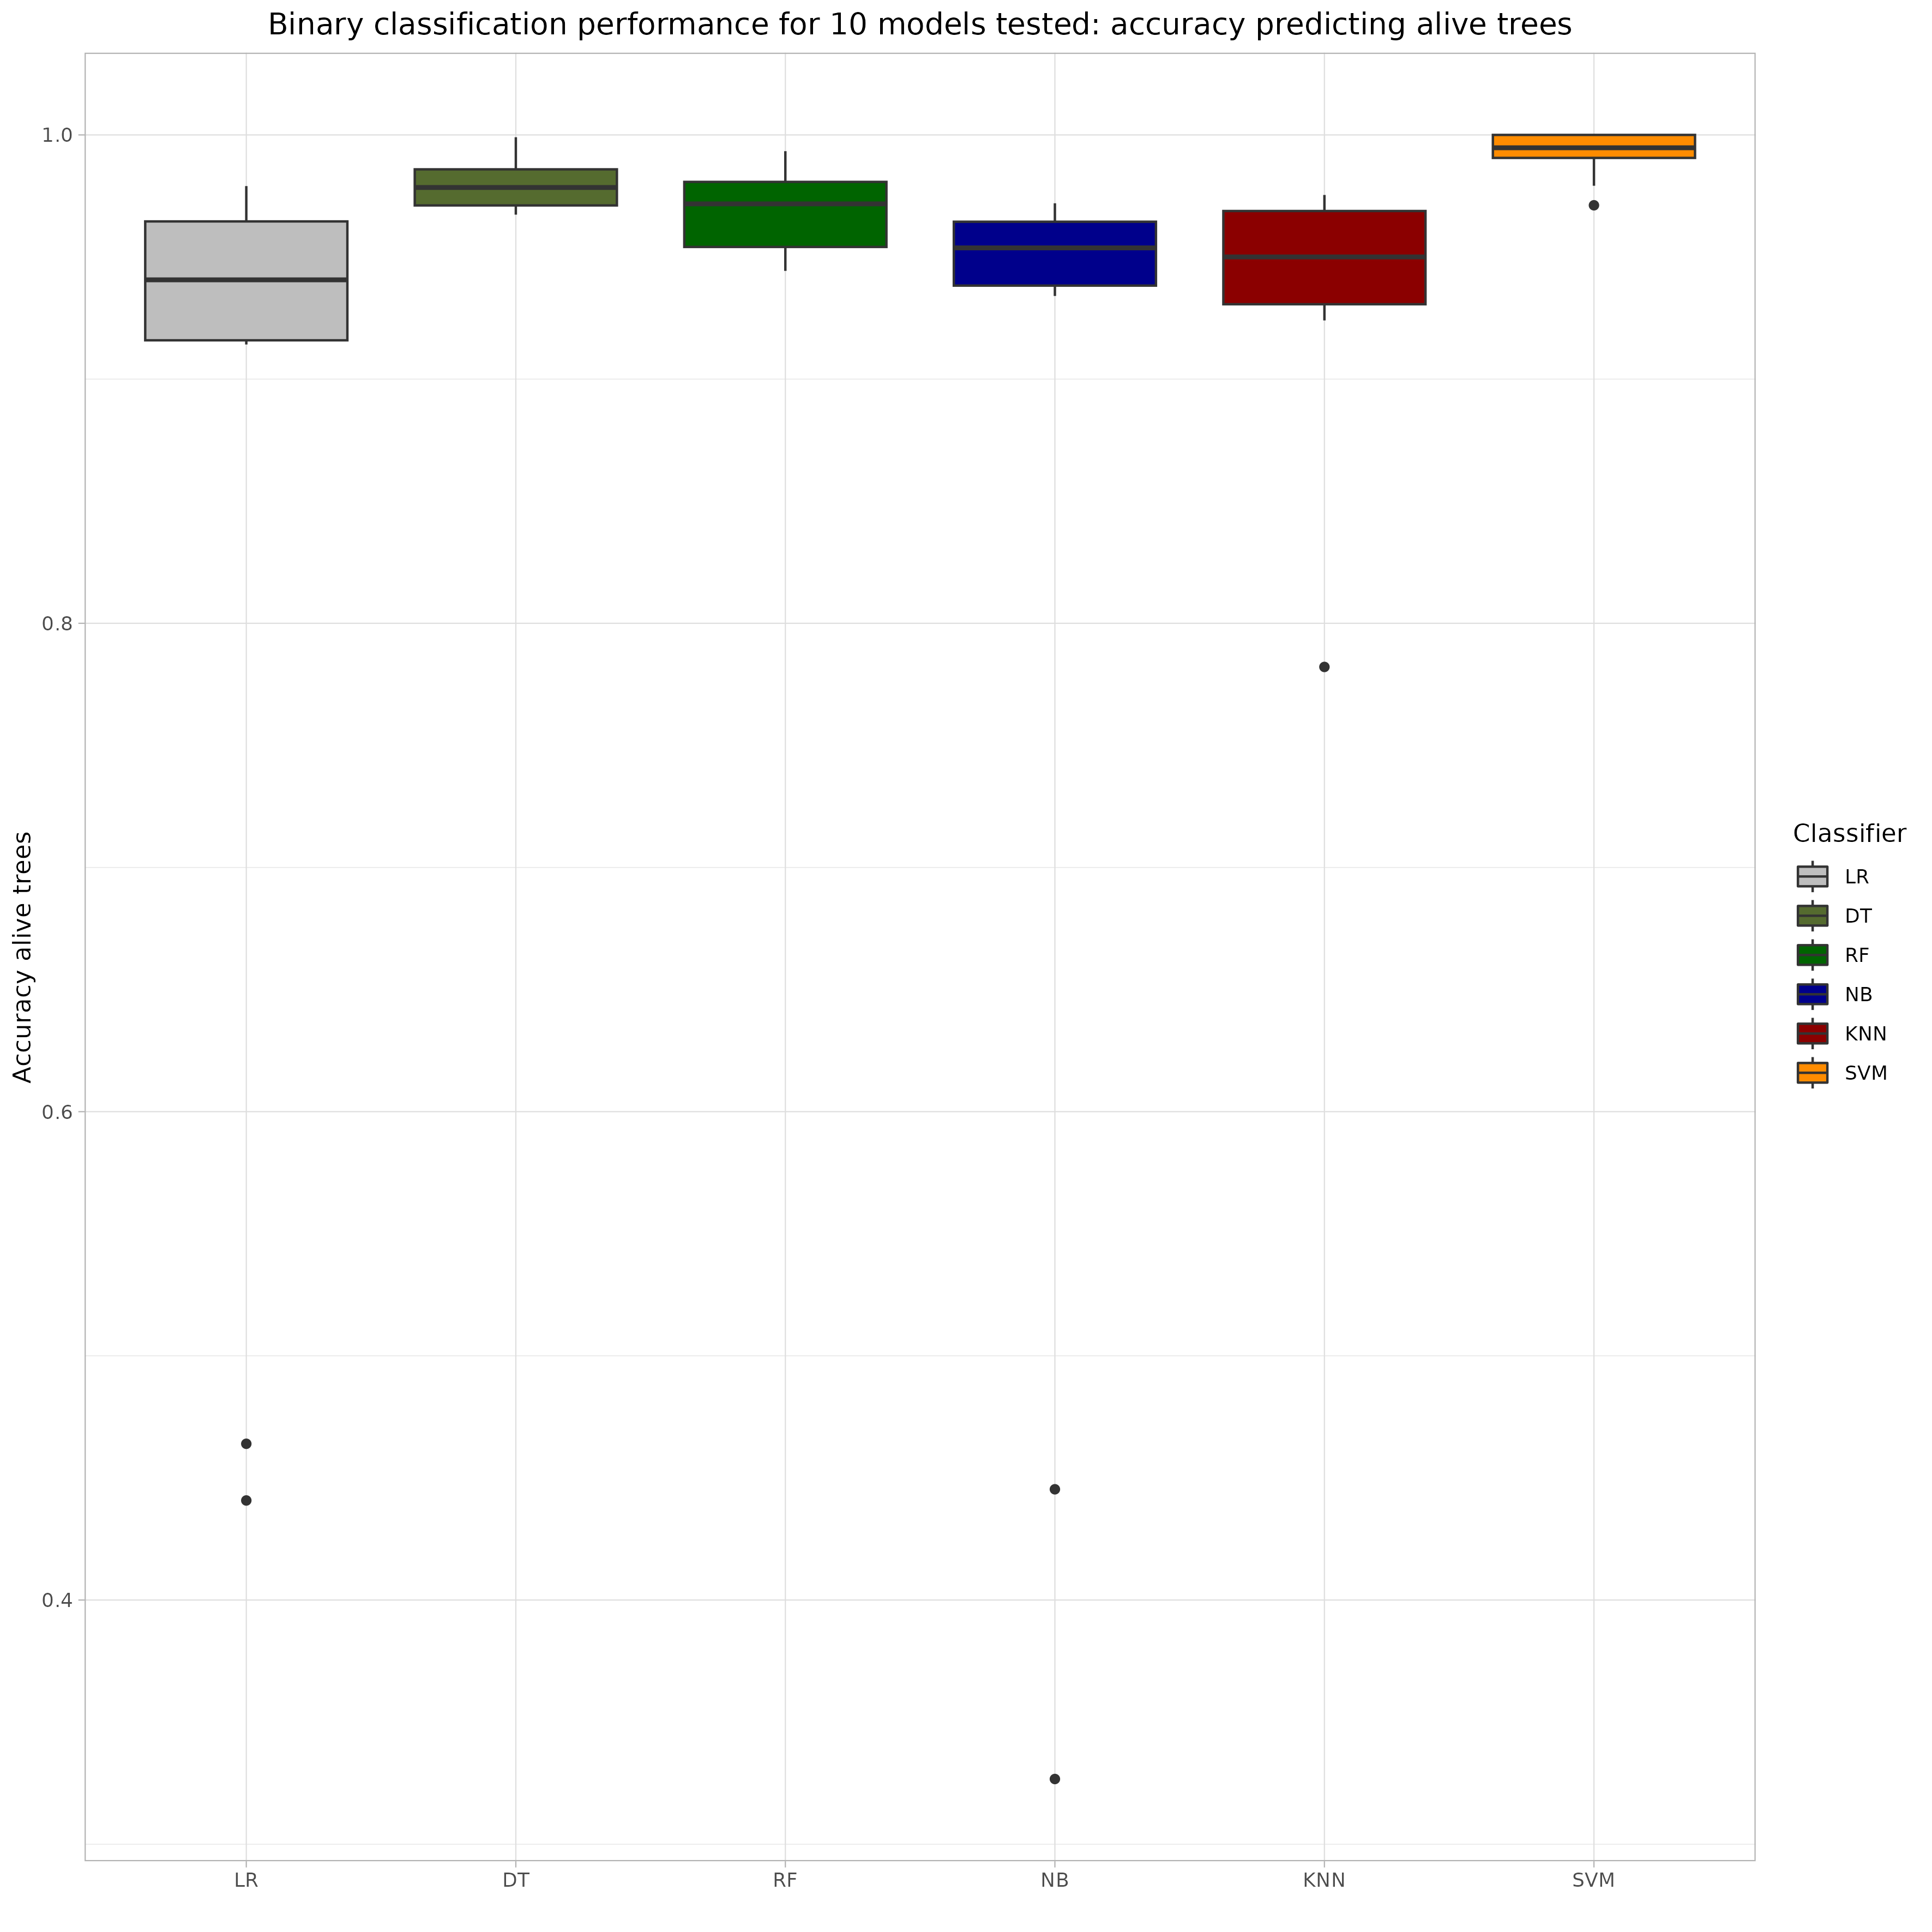 Binary classification performance for 10 models tested: accuracy predicting alive trees
Accuracy alive trees
1.0
0.8
0.6
0.4
LR
DT
RF
NB
KNN
SVM
Classifier
LR
DT
RF
NB
KNN
SVM